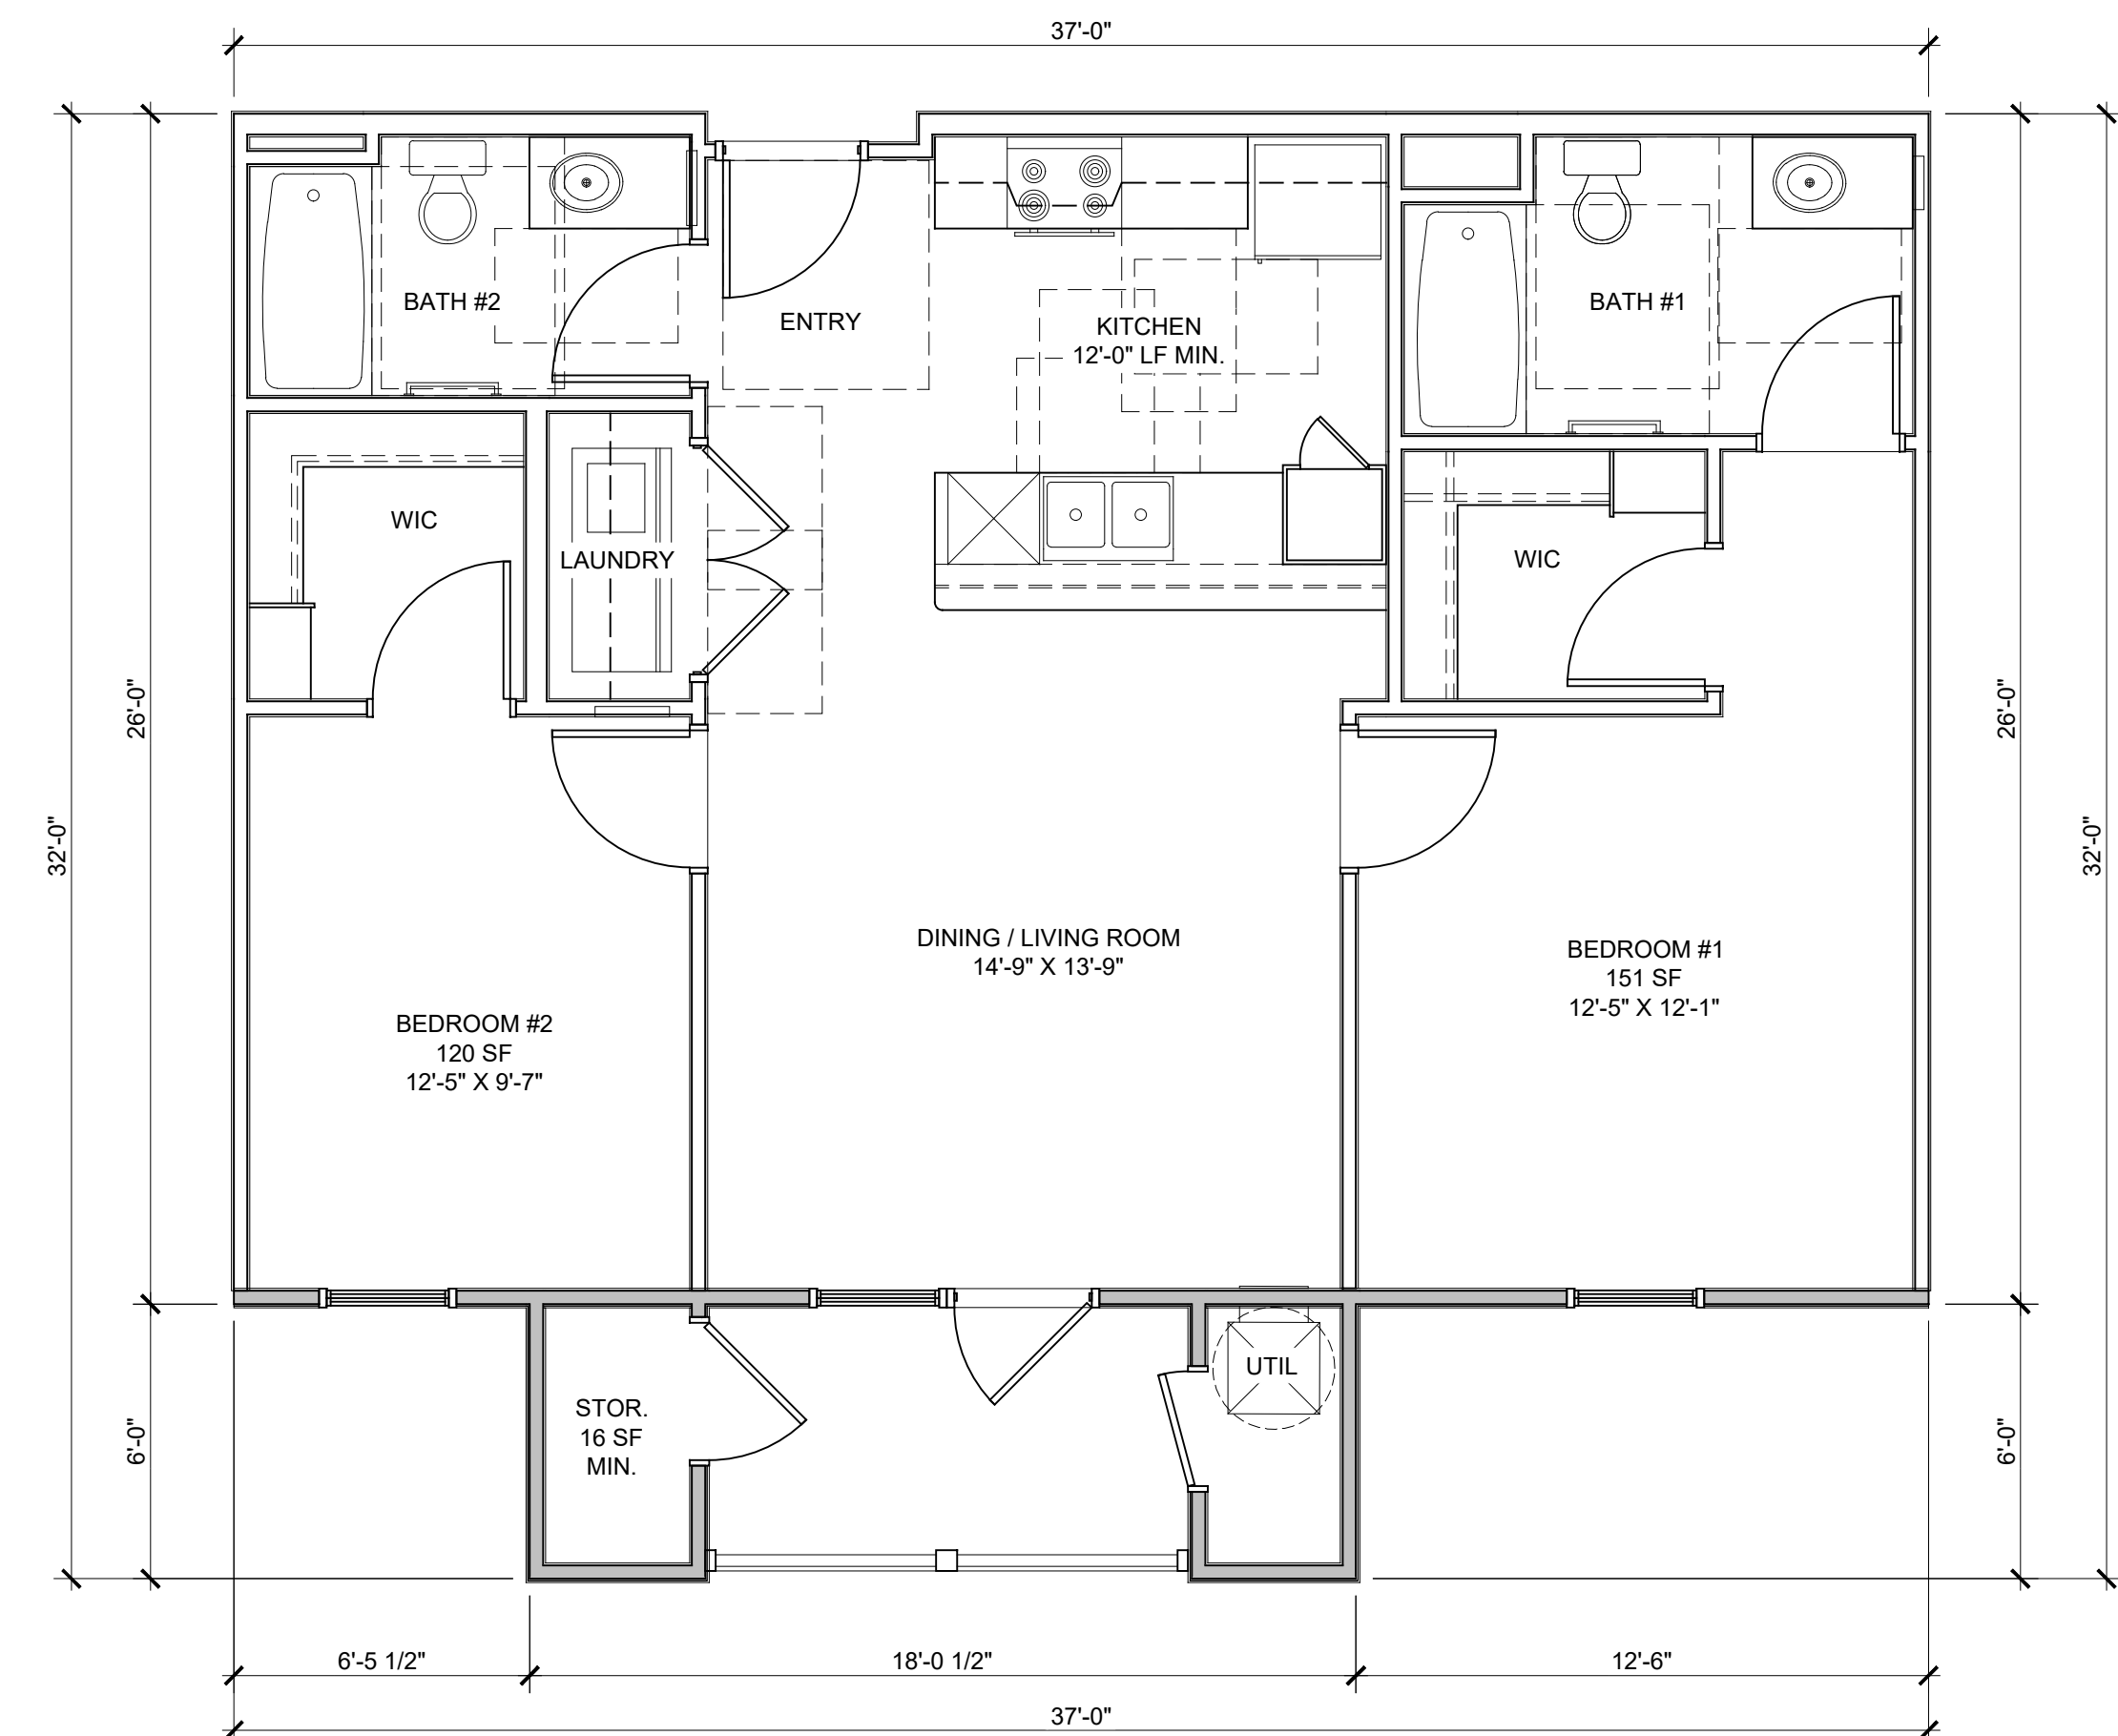 37'-0"
BATH #2
ENTRY
KITCHEN
12'-0" LF MIN.
BATH #1
WIC
LAUNDRY
WIC
26'-0"
26'-0"
32'-0"
32'-0"
DINING / LIVING ROOM
14'-9" X 13'-9"
BEDROOM #1
151 SF
12'-5" X 12'-1"
BEDROOM #2
120 SF
12'-5" X 9'-7"
UTIL
STOR.
16 SF
MIN.
6'-0"
6'-0"
6'-5 1/2"
18'-0 1/2"
12'-6"
37'-0"